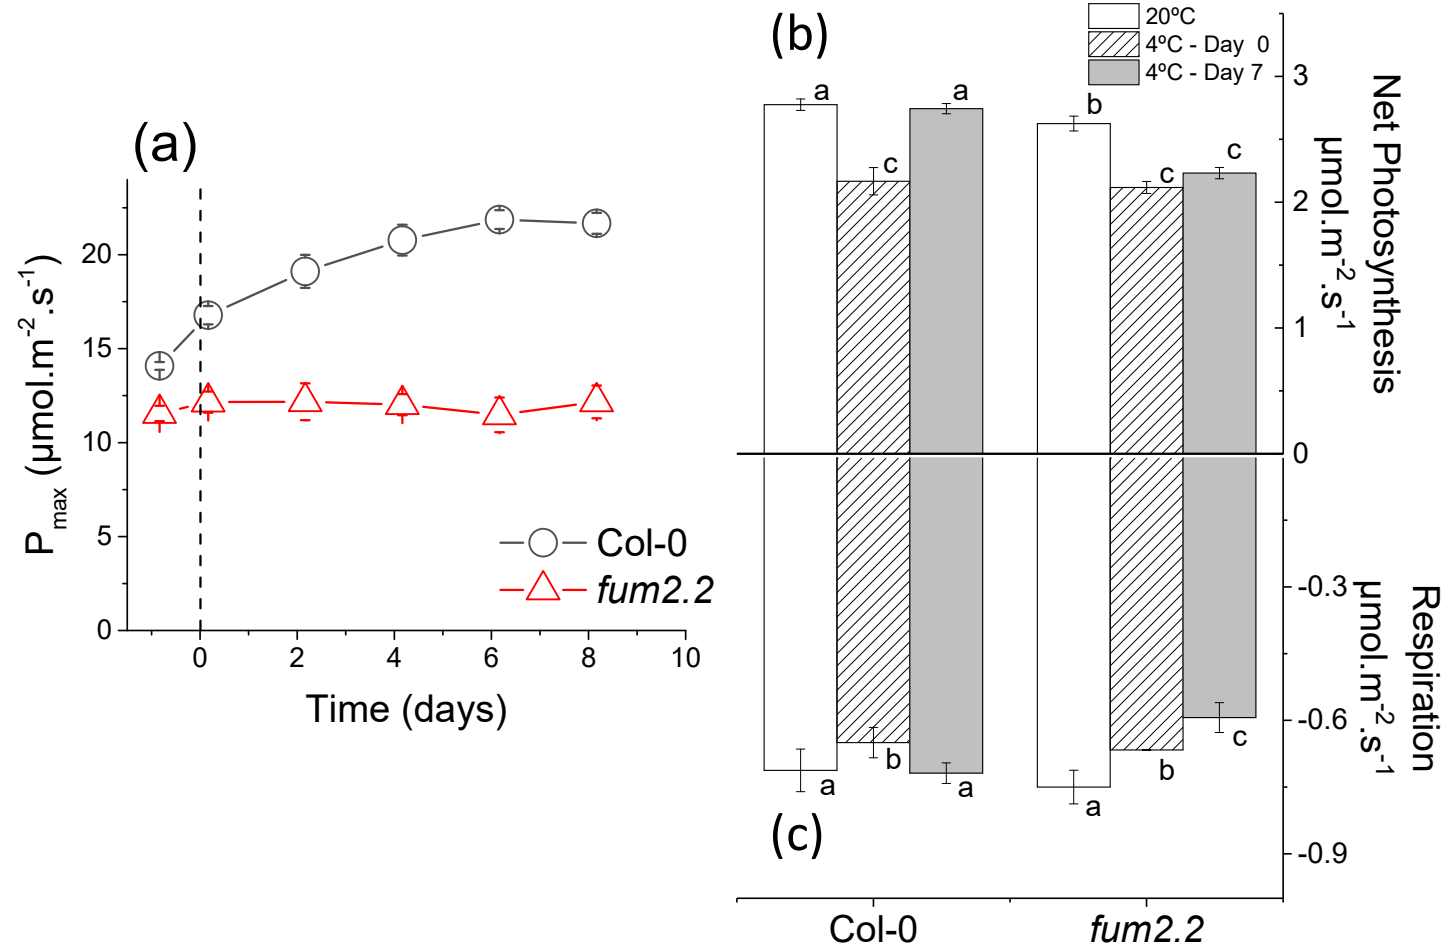 (a)
20
15
10
5
0
0
2
4
6
8
10
Time (days)
Pmax (µmol.m-2.s-1)
Col-0
fum2.2
(b)
20ºC
4ºC - Day 0
4ºC - Day 7
a
c
a
b
c
c
3
2
1
0
Net Photosynthesis
µmol.m-2.s-1
a
b
a
a
b
c
-0.3
-0.6
-0.9
Respiration
µmol.m-2.s-1
(c)
Col-0
fum2.2